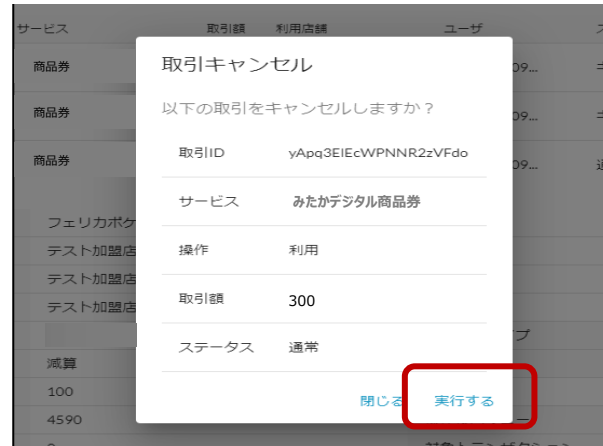 サービス 取引額 利用店舗 ユーザ
商品券 09...
商品券 09...
商品券 09...
取引キャンセル
以下の取引をキャンセルしますか？
取引ID yApq3EIEcWPNNR2zVFdo
サービス みたかデジタル商品券
操作 利用
取引額 300
ステータス 通常
閉じる 実行する
フェリカポケ
テスト加盟店
テスト加盟店
テスト加盟店
減算
100
4590